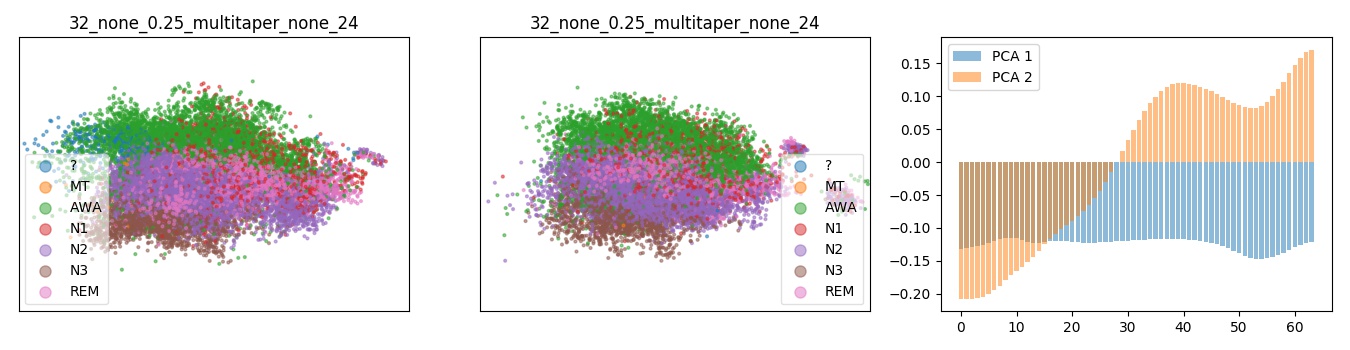 32_none_0.25_multitaper_none_24
?
MT
AWA
N1
N2
N3
REM
32_none_0.25_multitaper_none_24
?
MT
AWA
N1
N2
N3
REM
PCA 1
PCA 2
0.15
0.10
0.05
0.00
−0.05
−0.10
−0.15
−0.20
0 10 20 30 40 50 60